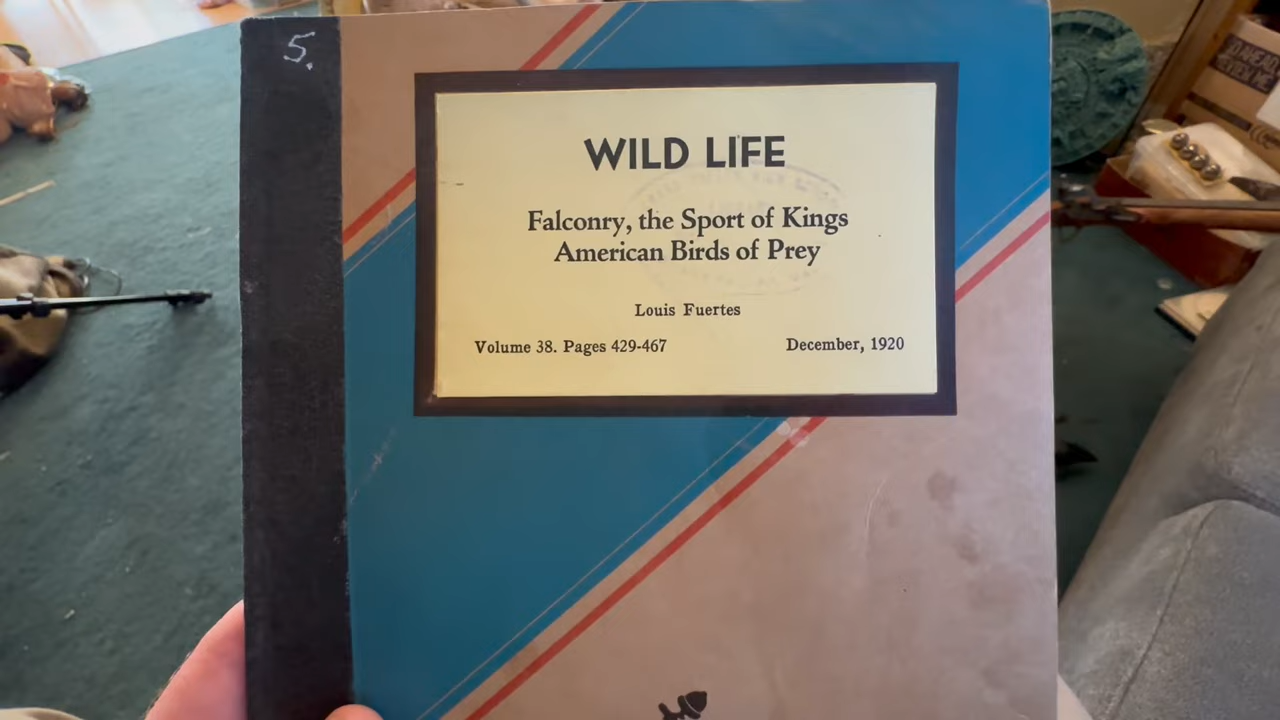 5.
WILD LIFE
Falconry, the Sport of Kings
American Birds of Prey
Louis Fuertes
Volume 38. Pages 429-467
December, 1920